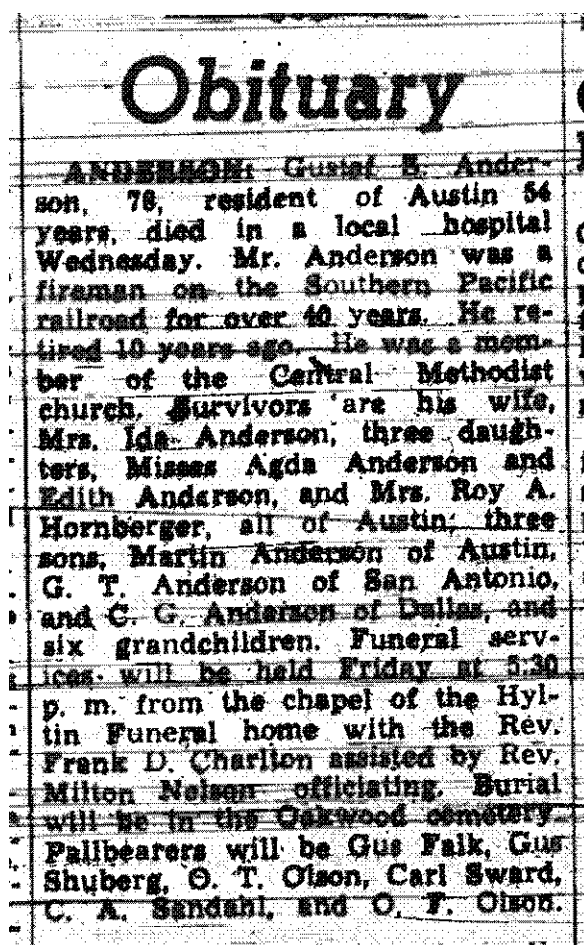 Obituary
ANDERSON: Gustaf E. Ander-
son, 78, resident of Austin 54
years, died in a local hospital
Wednesday. Mr. Anderson was a
fireman on the Southern Pacific
railroad for over 40 years. He re-
tired 10 years ago. He was a mem-
ber of the Central Methodist
church. Survivors are his wife,
Mrs. Ida Anderson, three daugh-
ters, Misses Agda Anderson and
Edith Anderson, and Mrs. Roy A.
Hornberger, all of Austin; three
sons, Martin Anderson of Austin,
G. T. Anderson of San Antonio,
and C. G. Anderson of Dallas, and
six grandchildren. Funeral serv-
ices will be held Friday at 5:30
p. m. from the chapel of the Hyl-
tin Funeral home with the Rev.
Frank D. Charlton assisted by Rev.
Milton Nelson officiating. Burial
will be in the Oakwood cemetery.
Pallbearers will be Gus Falk, Gus
Shuberg, O. T. Olson, Carl Sward,
C. A. Sandahl, and O. F. Olson.